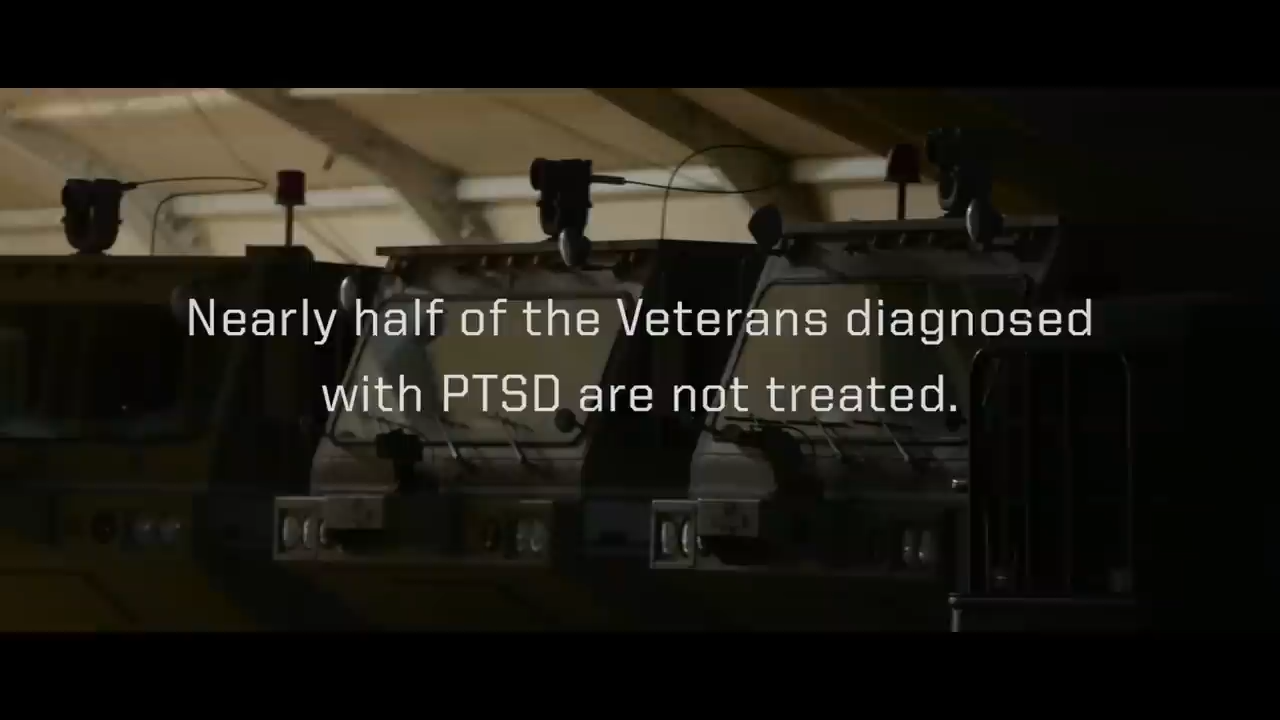 Nearly half of the Veterans diagnosed
with PTSD are not treated.